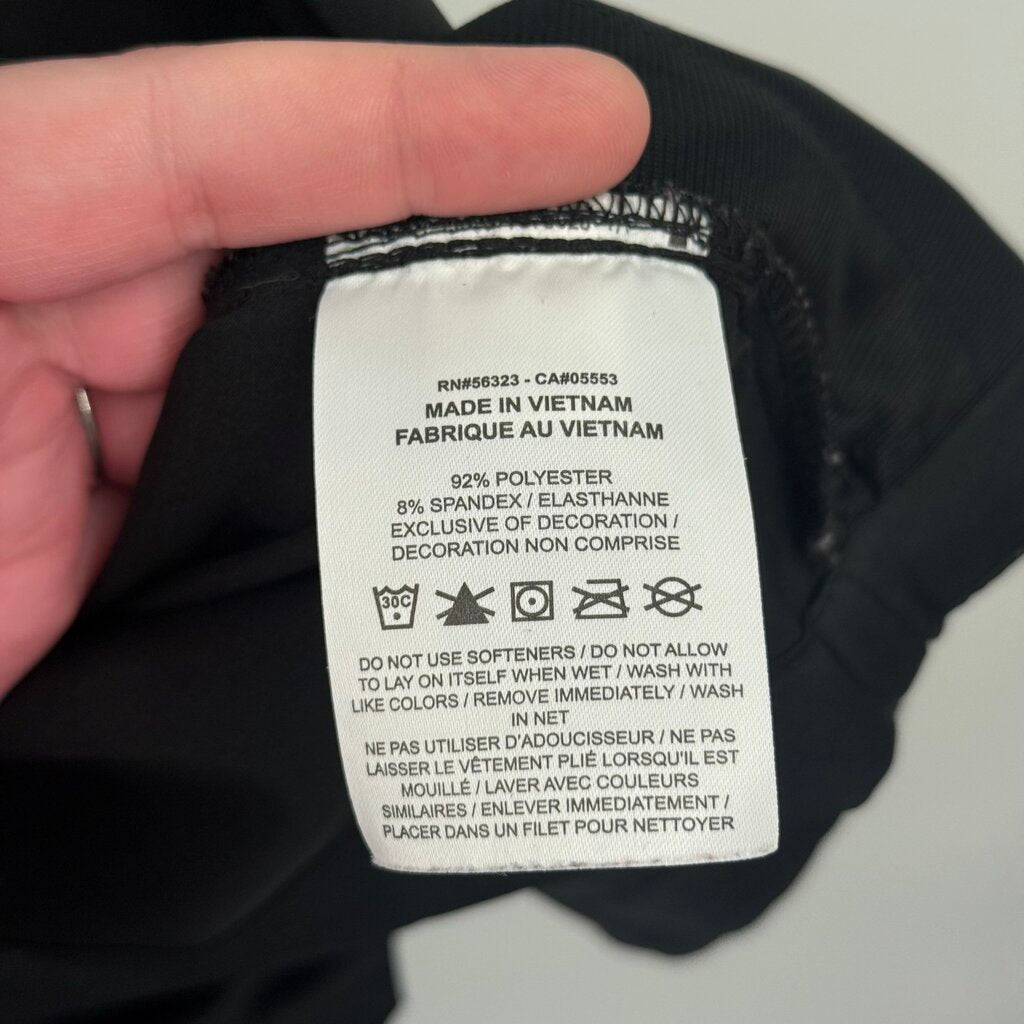 RN#56323 - CA#05553
MADE IN VIETNAM
FABRIQUE AU VIETNAM
92% POLYESTER
8% SPANDEX / ELASTHANNE
EXCLUSIVE OF DECORATION /
DECORATION NON COMPRISE
30C
DO NOT USE SOFTENERS / DO NOT ALLOW
TO LAY ON ITSELF WHEN WET / WASH WITH
LIKE COLORS / REMOVE IMMEDIATELY / WASH
IN NET
NE PAS UTILISER D'ADOUCISSEUR / NE PAS
LAISSER LE VÊTEMENT PLIÉ LORSQU'IL EST
MOUILLÉ / LAVER AVEC COULEURS
SIMILAIRES / ENLEVER IMMEDIATEMENT /
PLACER DANS UN FILET POUR NETTOYER